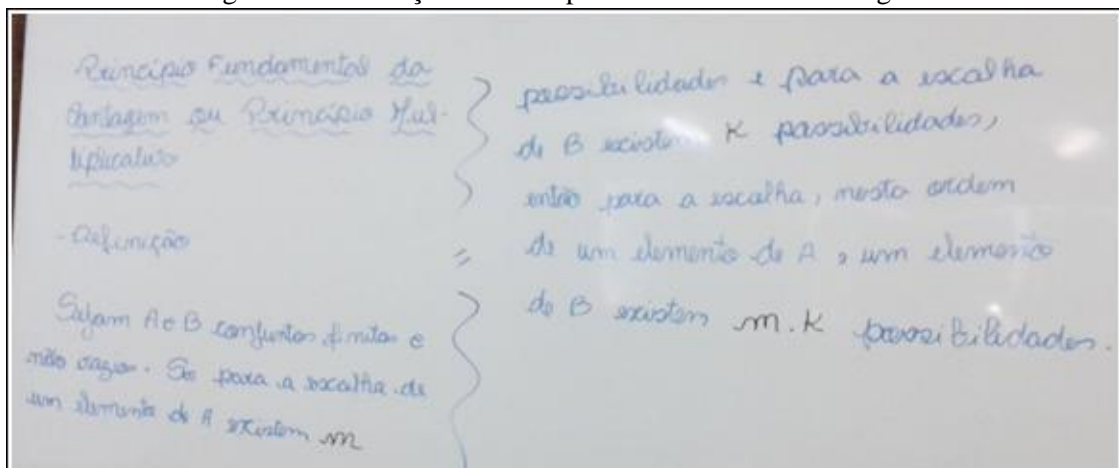 Princípio Fundamental da
Contagem ou Princípio Mul-
tiplicativo
- Definição
Sejam A e B conjuntos finitos e
não vazios. Se para a escolha de
um elemento de A existem m
possibilidades e para a escolha
de B existem K possibilidades,
então para a escolha, nesta ordem
de um elemento de A e um elemento
de B existem m.K possibilidades.